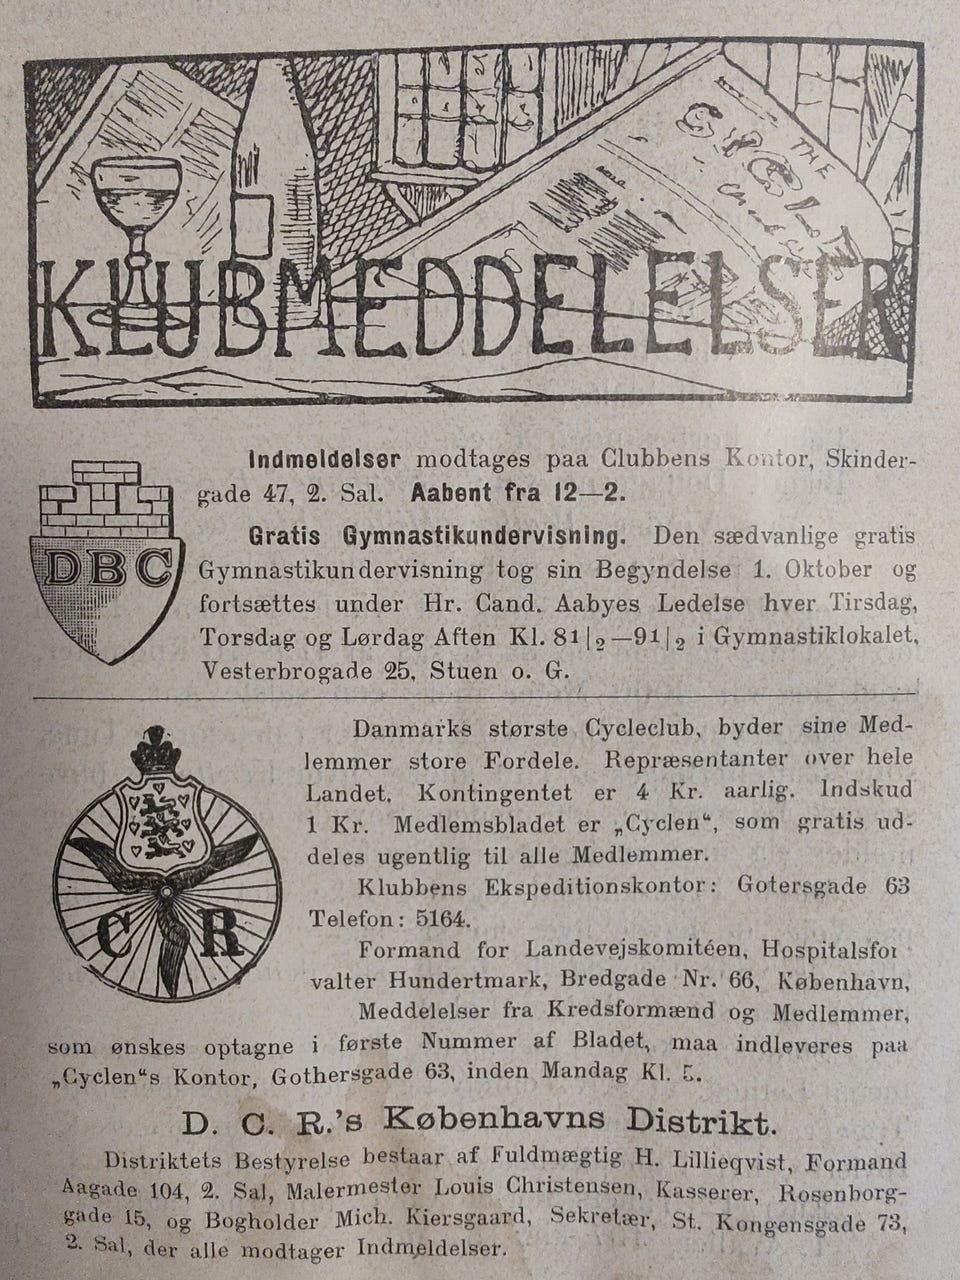 THE
KLUBMEDDELELSER
Indmeldelser modtages paa Clubbens Kontor, Skinder-
gade 47, 2. Sal. Aabent fra 12—2.
DBC
Gratis Gymnastikundervisning. Den sædvanlige gratis
Gymnastikundervisning tog sin Begyndelse 1. Oktober og
fortsættes under Hr. Cand. Aabyes Ledelse hver Tirsdag,
Torsdag og Lørdag Aften Kl. 81|2—91|2 i Gymnastiklokalet,
Vesterbrogade 25, Stuen o. G.
C R
Danmarks største Cycleclub, byder sine Med-
lemmer store Fordele. Repræsentanter over hele
Landet. Kontingentet er 4 Kr. aarlig. Indskud
1 Kr. Medlemsbladet er „Cyclen“, som gratis ud-
deles ugentlig til alle Medlemmer.
Klubbens Ekspeditionskontor: Gotersgade 63
Telefon: 5164.
Formand for Landevejskomitéen, Hospitalsfor
valter Hundertmark, Bredgade Nr. 66, København,
Meddelelser fra Kredsformænd og Medlemmer,
som ønskes optagne i første Nummer af Bladet, maa indleveres paa
„Cyclen“s Kontor, Gothersgade 63, inden Mandag Kl. 5.
D. C. R.'s Københavns Distrikt.
Distriktets Bestyrelse bestaar af Fuldmægtig H. Lillieqvist, Formand
Aagade 104, 2. Sal, Malermester Louis Christensen, Kasserer, Rosenborg-
gade 15, og Bogholder Mich. Kiersgaard, Sekretær, St. Kongensgade 73,
2. Sal, der alle modtager Indmeldelser.